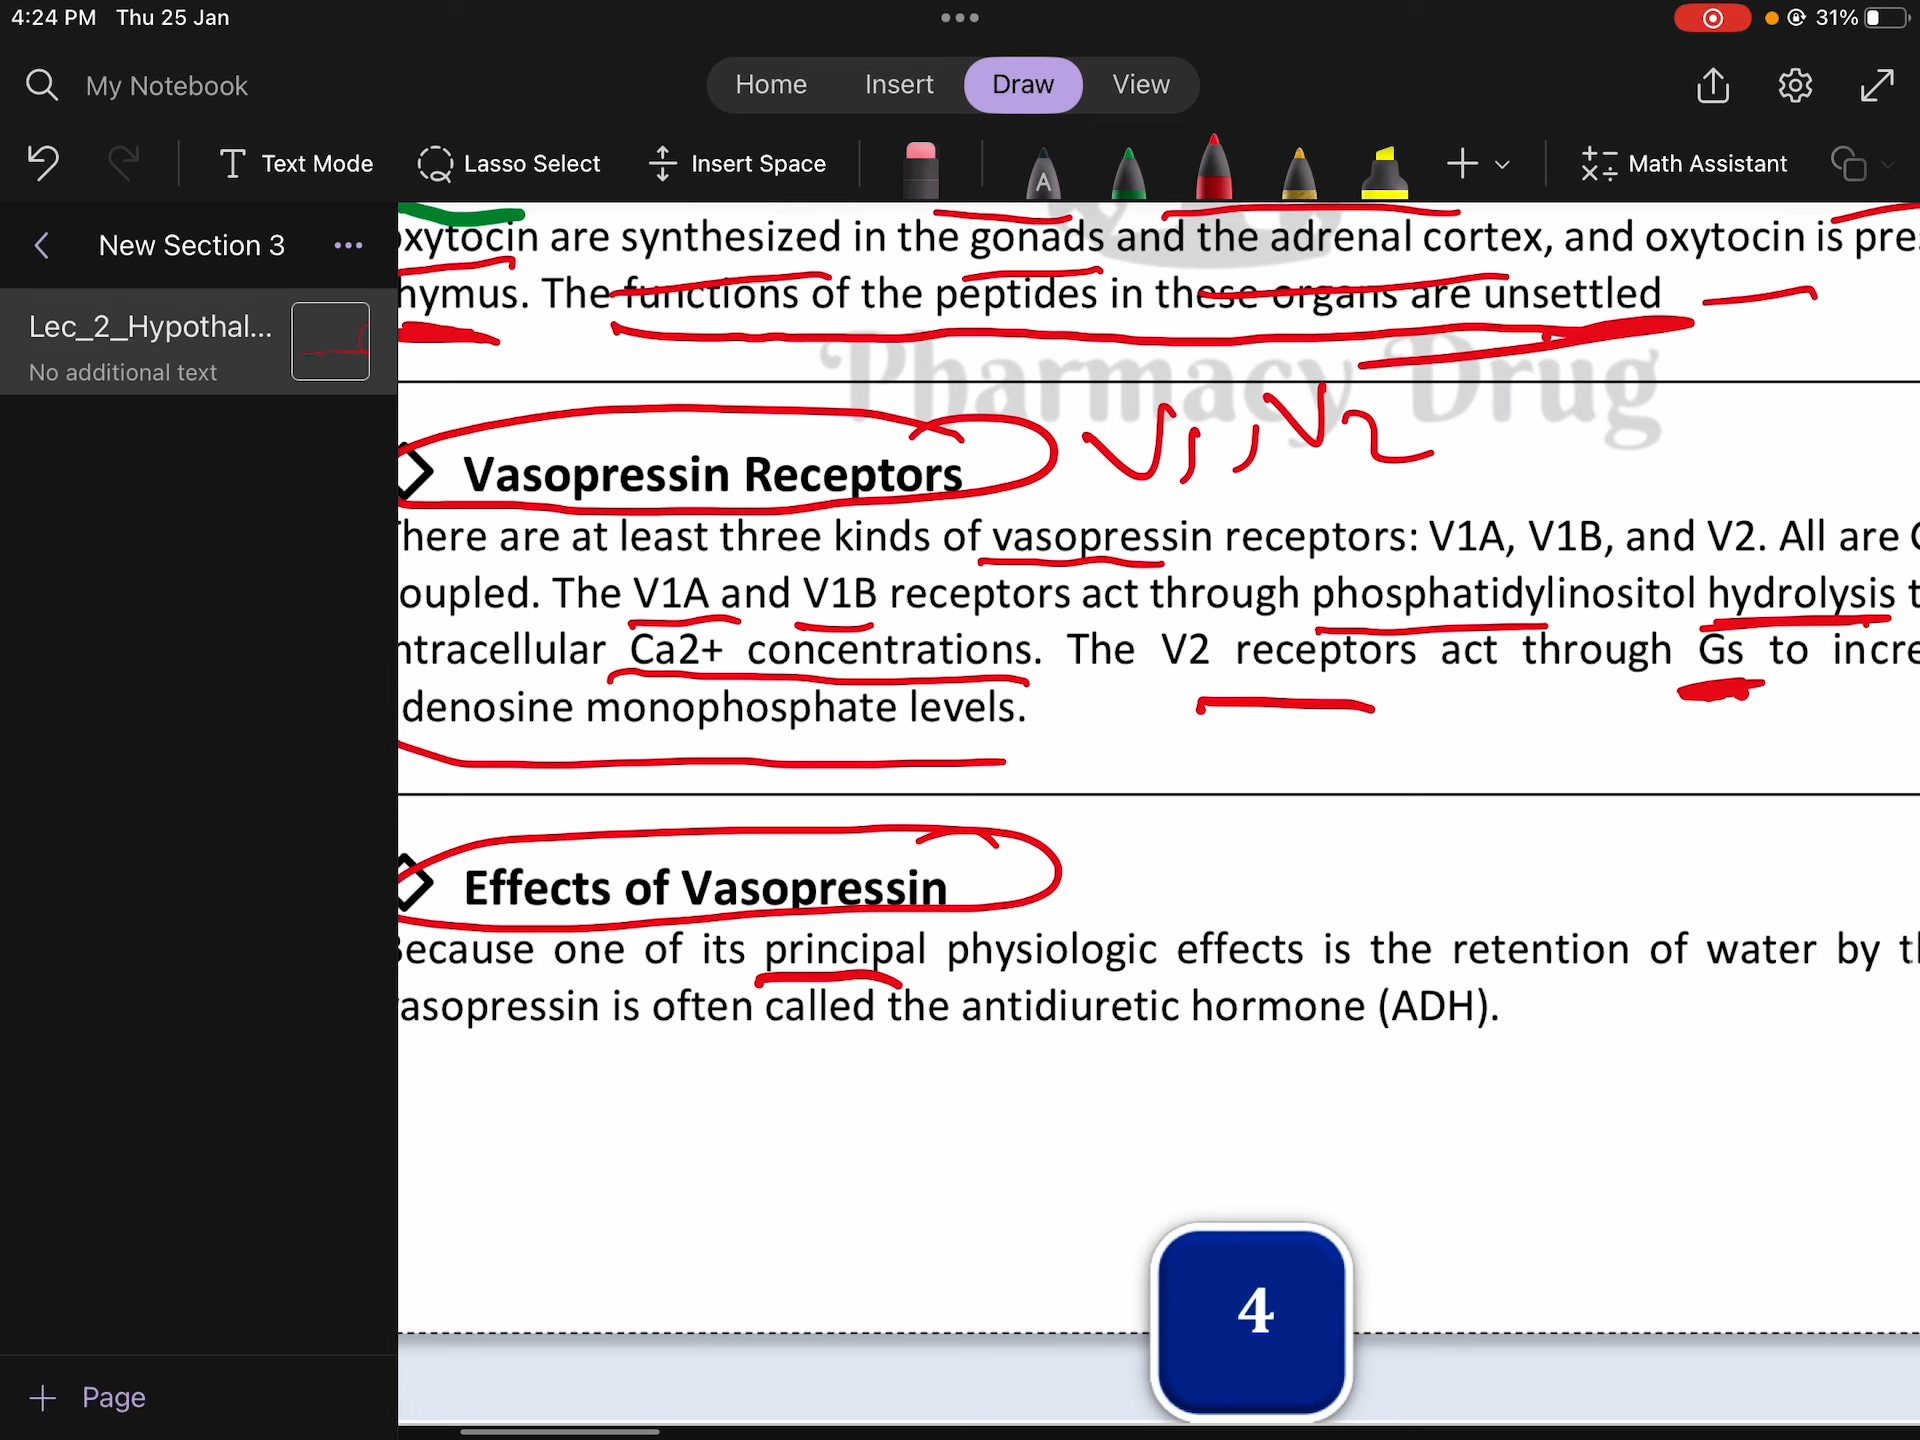 4:24 PM Thu 25 Jan 31%
My Notebook Home Insert Draw View
Text Mode Lasso Select Insert Space A Math Assistant
New Section 3
Lec_2_Hypothal...
No additional text
xytocin are synthesized in the gonads and the adrenal cortex, and oxytocin is pre
hymus. The functions of the peptides in these organs are unsettled
Pharmacy Drug
Vasopressin Receptors V1, V2
here are at least three kinds of vasopressin receptors: V1A, V1B, and V2. All are
oupled. The V1A and V1B receptors act through phosphatidylinositol hydrolysis t
ntracellular Ca2+ concentrations. The V2 receptors act through Gs to incre
denosine monophosphate levels.
Effects of Vasopressin
Because one of its principal physiologic effects is the retention of water by th
asopressin is often called the antidiuretic hormone (ADH).
4
Page